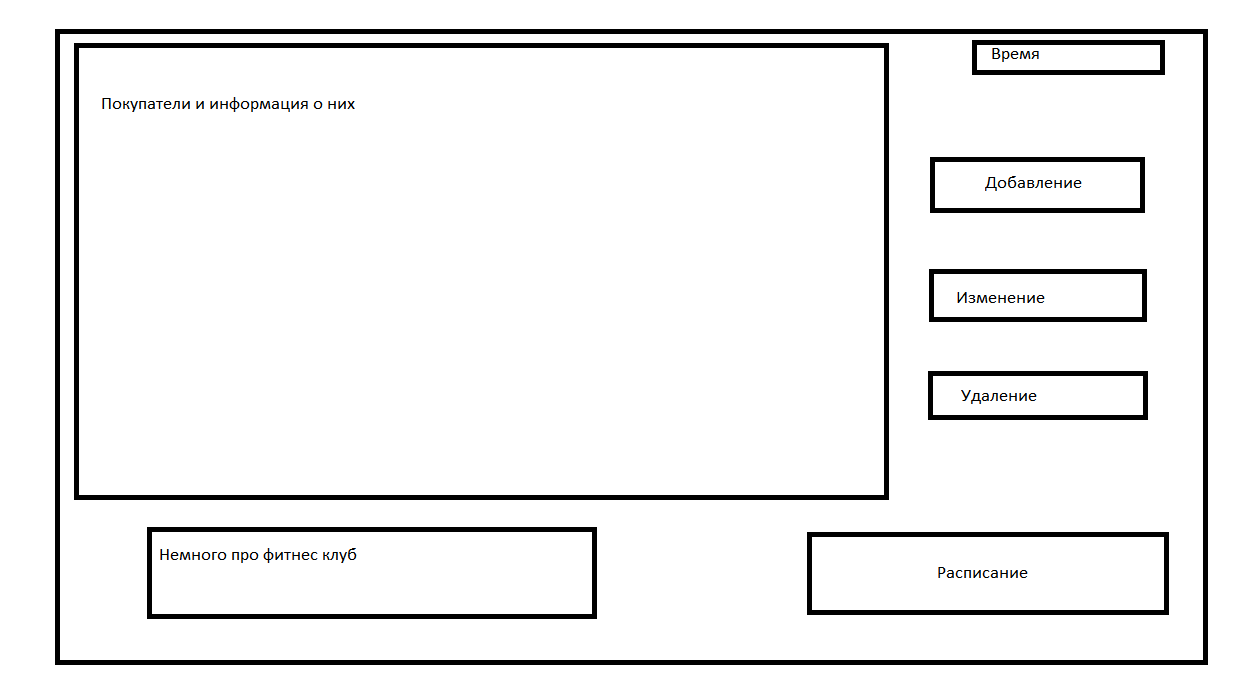 Время
Покупатели и информация о них
Добавление
Изменение
Удаление
Немного про фитнес клуб
Расписание